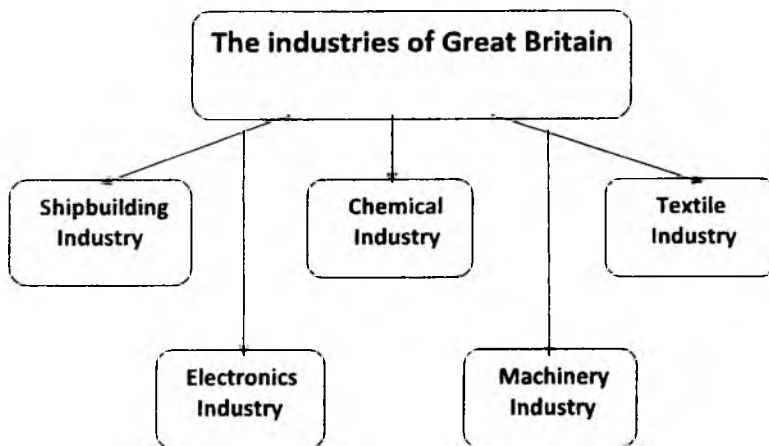 The industries of Great Britain
Shipbuilding
Industry
Chemical
Industry
Textile
Industry
Electronics
Industry
Machinery
Industry